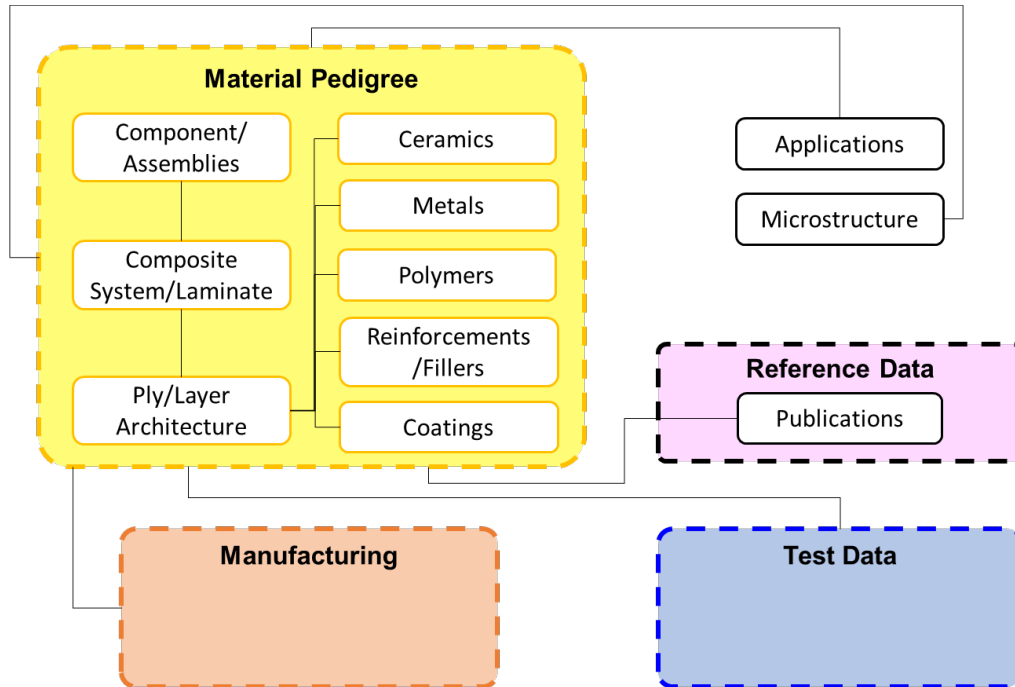 Material Pedigree
Component/
Assemblies
Composite
System/Laminate
Ply/Layer
Architecture
Ceramics
Metals
Polymers
Reinforcements
/Fillers
Coatings
Applications
Microstructure
Reference Data
Publications
Manufacturing
Test Data